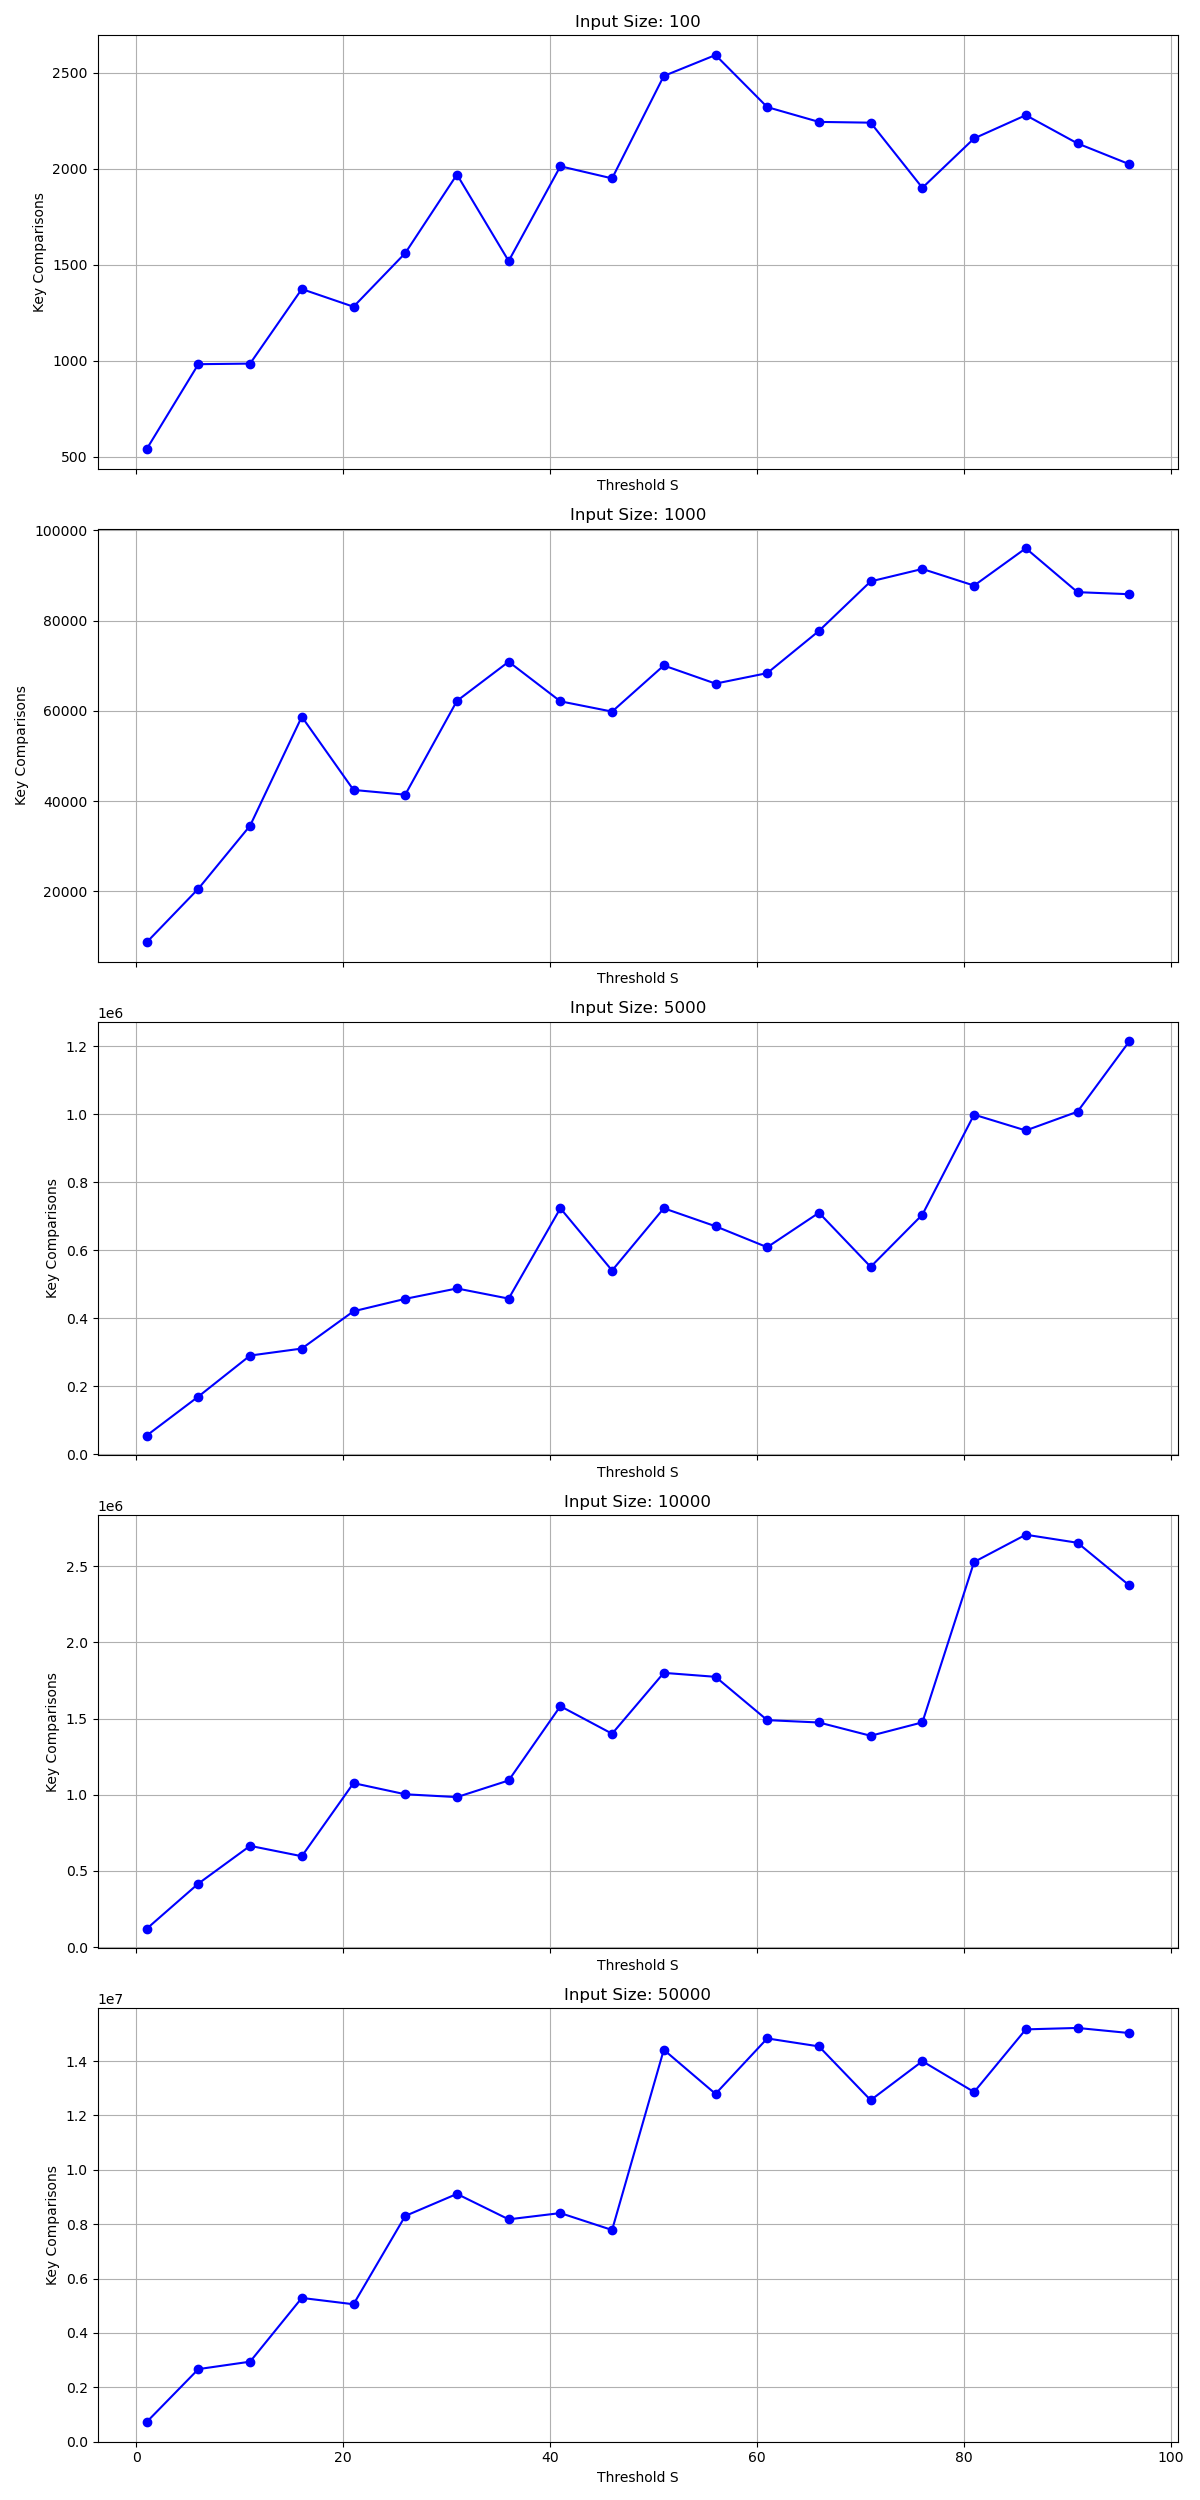 Input Size: 100
2500
2000
1500
1000
500
Key Comparisons
Threshold S
Input Size: 1000
100000
80000
60000
40000
20000
Key Comparisons
Threshold S
Input Size: 5000
1e6
1.2
1.0
0.8
0.6
0.4
0.2
0.0
Key Comparisons
Threshold S
Input Size: 10000
1e6
2.5
2.0
1.5
1.0
0.5
0.0
Key Comparisons
Threshold S
Input Size: 50000
1e7
1.4
1.2
1.0
0.8
0.6
0.4
0.2
0.0
Key Comparisons
0 20 40 60 80 100
Threshold S